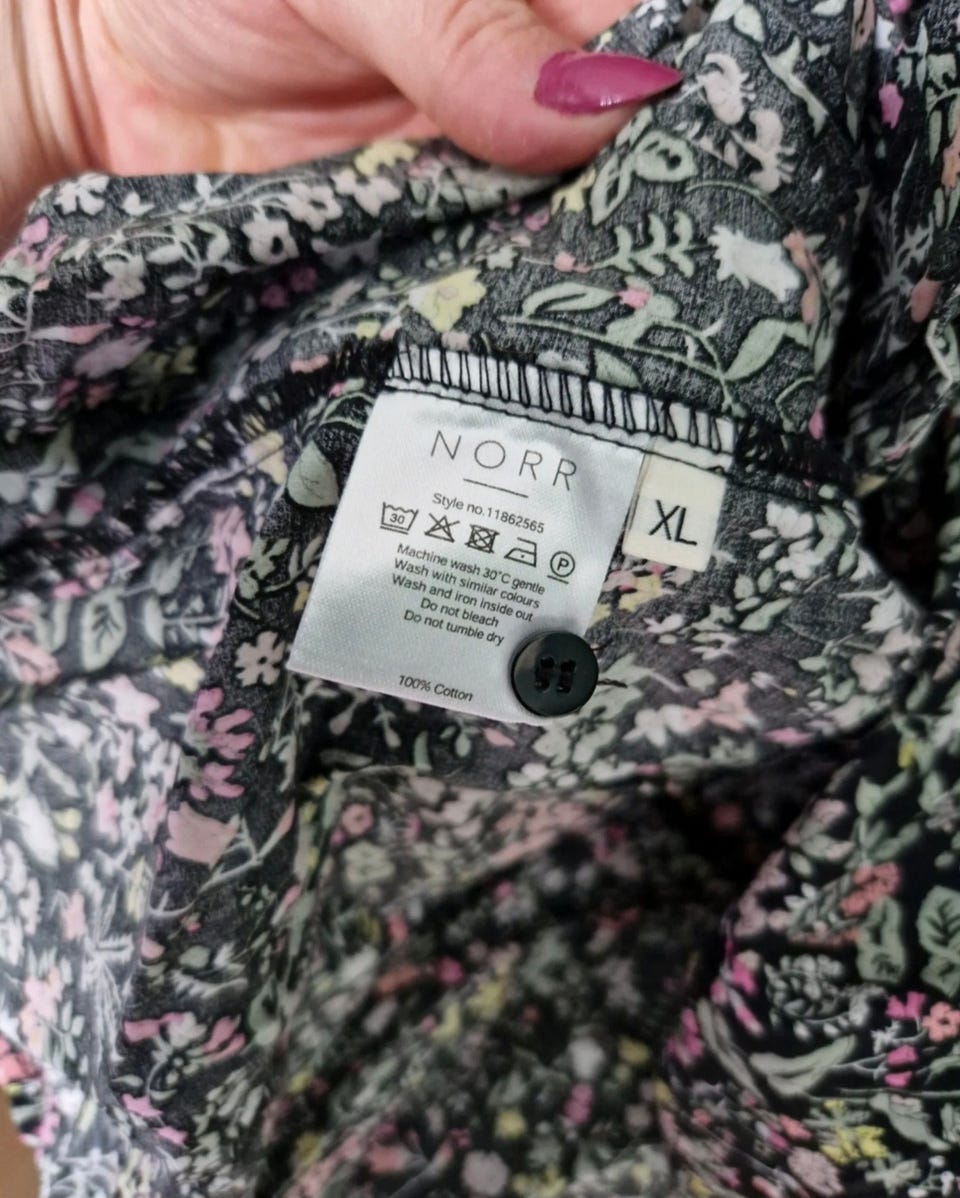 NORR
Style no.11862565
30
P
Machine wash 30°C gentle
Wash with similar colours
Wash and iron inside out
Do not bleach
Do not tumble dry
100% Cotton
XL